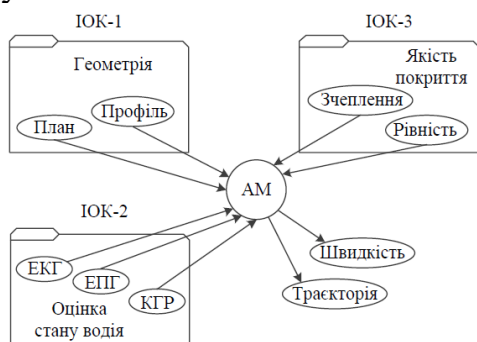 ІОК-1
Геометрія
План
Профіль
ІОК-3
Якість
покриття
Зчеплення
Рівність
АМ
ІОК-2
ЕКГ
ЕПГ
КГР
Оцінка
стану водія
Швидкість
Траєкторія